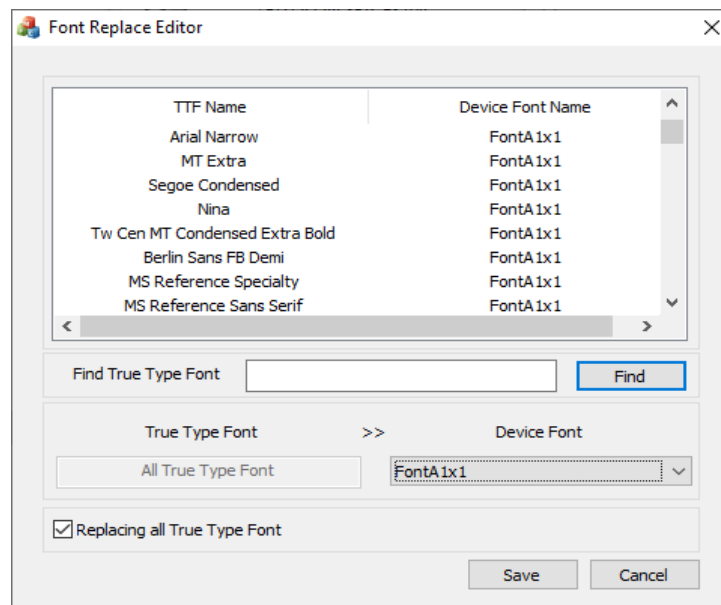 Font Replace Editor
TTF Name Device Font Name
Arial Narrow FontA1x1
MT Extra FontA1x1
Segoe Condensed FontA1x1
Nina FontA1x1
Tw Cen MT Condensed Extra Bold FontA1x1
Berlin Sans FB Demi FontA1x1
MS Reference Specialty FontA1x1
MS Reference Sans Serif FontA1x1
Find True Type Font Find
True Type Font >> Device Font
All True Type Font FontA1x1
Replacing all True Type Font
Save Cancel